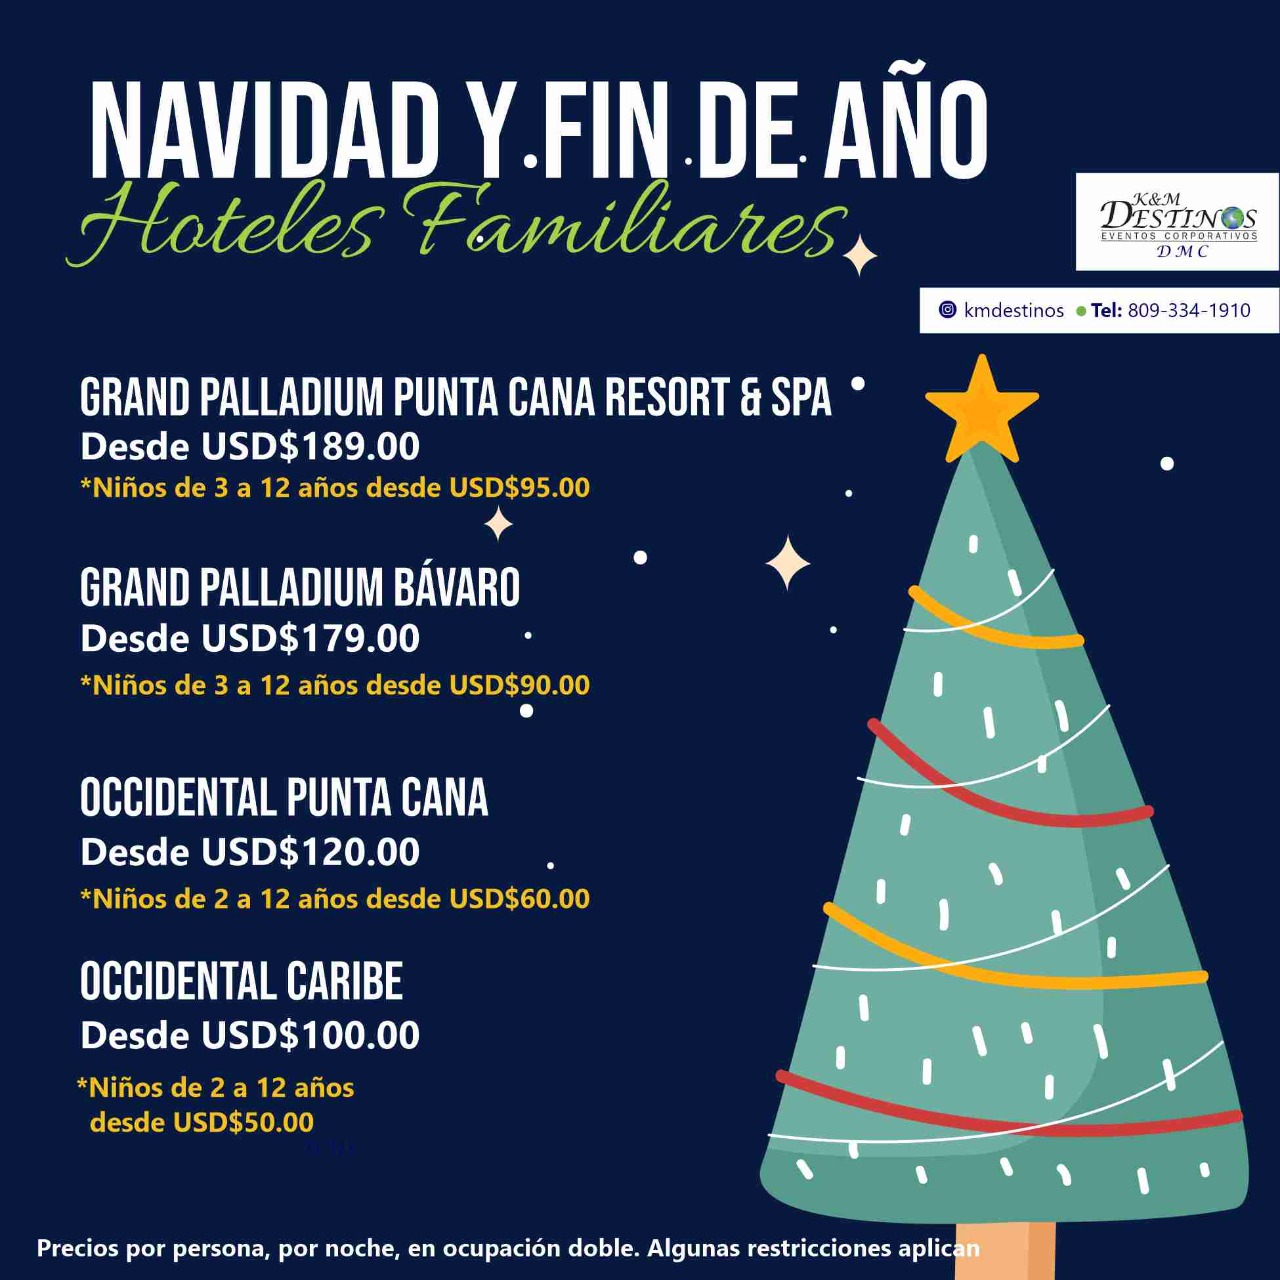 NAVIDAD Y FIN DE AÑO
Hoteles Familiares
K&M
DESTINOS
EVENTOS CORPORATIVOS
DMC
kmdestinos • Tel: 809-334-1910
GRAND PALLADIUM PUNTA CANA RESORT & SPA
Desde USD$189.00
*Niños de 3 a 12 años desde USD$95.00
GRAND PALLADIUM BÁVARO
Desde USD$179.00
*Niños de 3 a 12 años desde USD$90.00
OCCIDENTAL PUNTA CANA
Desde USD$120.00
*Niños de 2 a 12 años desde USD$60.00
OCCIDENTAL CARIBE
Desde USD$100.00
*Niños de 2 a 12 años
desde USD$50.00
Precios por persona, por noche, en ocupación doble. Algunas restricciones aplican